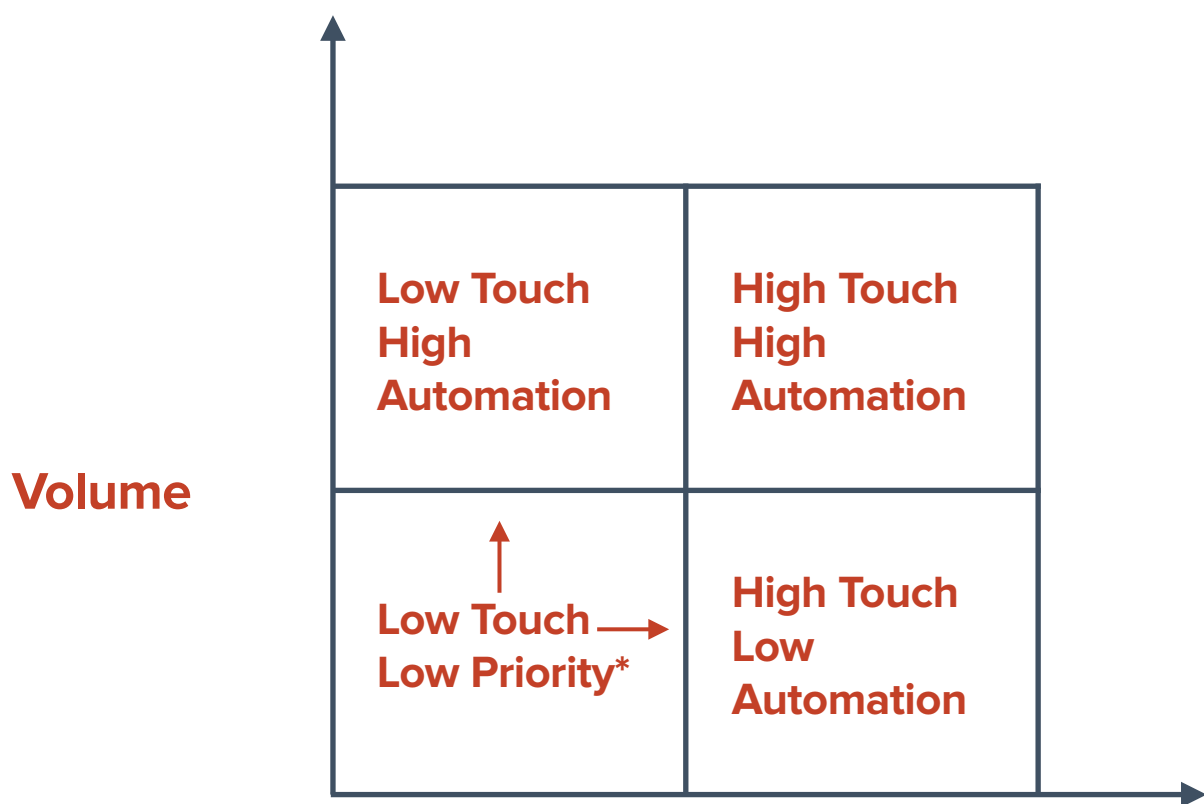 Low Touch
High
Automation
High Touch
High
Automation
Volume
Low Touch
Low Priority*
High Touch
Low
Automation